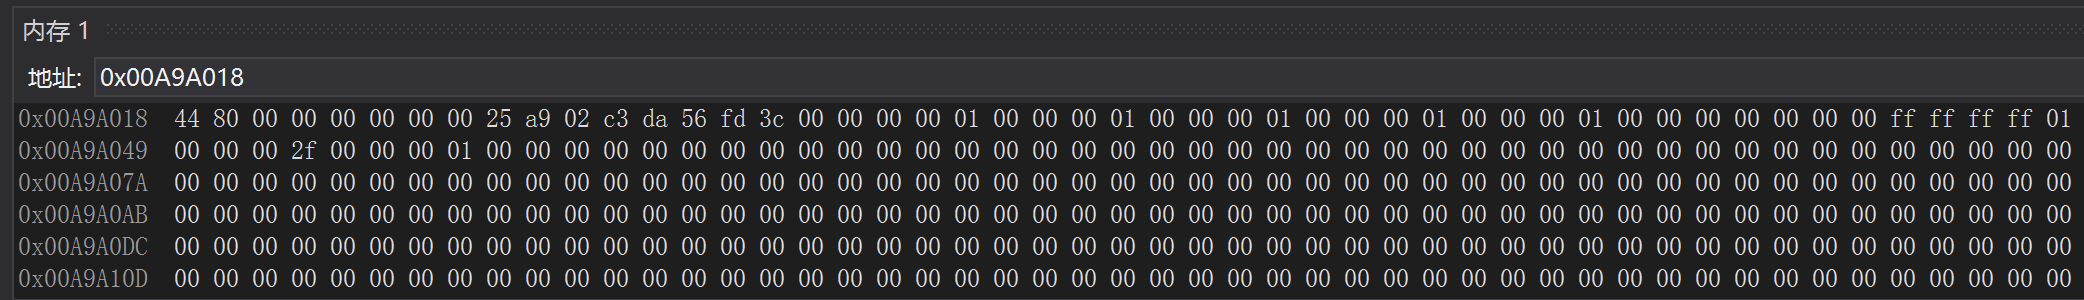 内存 1
地址: 0x00A9A018
0x00A9A018 44 80 00 00 00 00 00 00 25 a9 02 c3 da 56 fd 3c 00 00 00 00 01 00 00 00 01 00 00 00 01 00 00 00 01 00 00 00 01 00 00 00 00 00 00 00 ff ff ff ff 01
0x00A9A049 00 00 00 2f 00 00 00 01 00 00 00 00 00 00 00 00 00 00 00 00 00 00 00 00 00 00 00 00 00 00 00 00 00 00 00 00 00 00 00 00 00 00 00 00 00 00 00 00 00
0x00A9A07A 00 00 00 00 00 00 00 00 00 00 00 00 00 00 00 00 00 00 00 00 00 00 00 00 00 00 00 00 00 00 00 00 00 00 00 00 00 00 00 00 00 00 00 00 00 00 00 00 00
0x00A9A0AB 00 00 00 00 00 00 00 00 00 00 00 00 00 00 00 00 00 00 00 00 00 00 00 00 00 00 00 00 00 00 00 00 00 00 00 00 00 00 00 00 00 00 00 00 00 00 00 00 00
0x00A9A0DC 00 00 00 00 00 00 00 00 00 00 00 00 00 00 00 00 00 00 00 00 00 00 00 00 00 00 00 00 00 00 00 00 00 00 00 00 00 00 00 00 00 00 00 00 00 00 00 00 00
0x00A9A10D 00 00 00 00 00 00 00 00 00 00 00 00 00 00 00 00 00 00 00 00 00 00 00 00 00 00 00 00 00 00 00 00 00 00 00 00 00 00 00 00 00 00 00 00 00 00 00 00 00